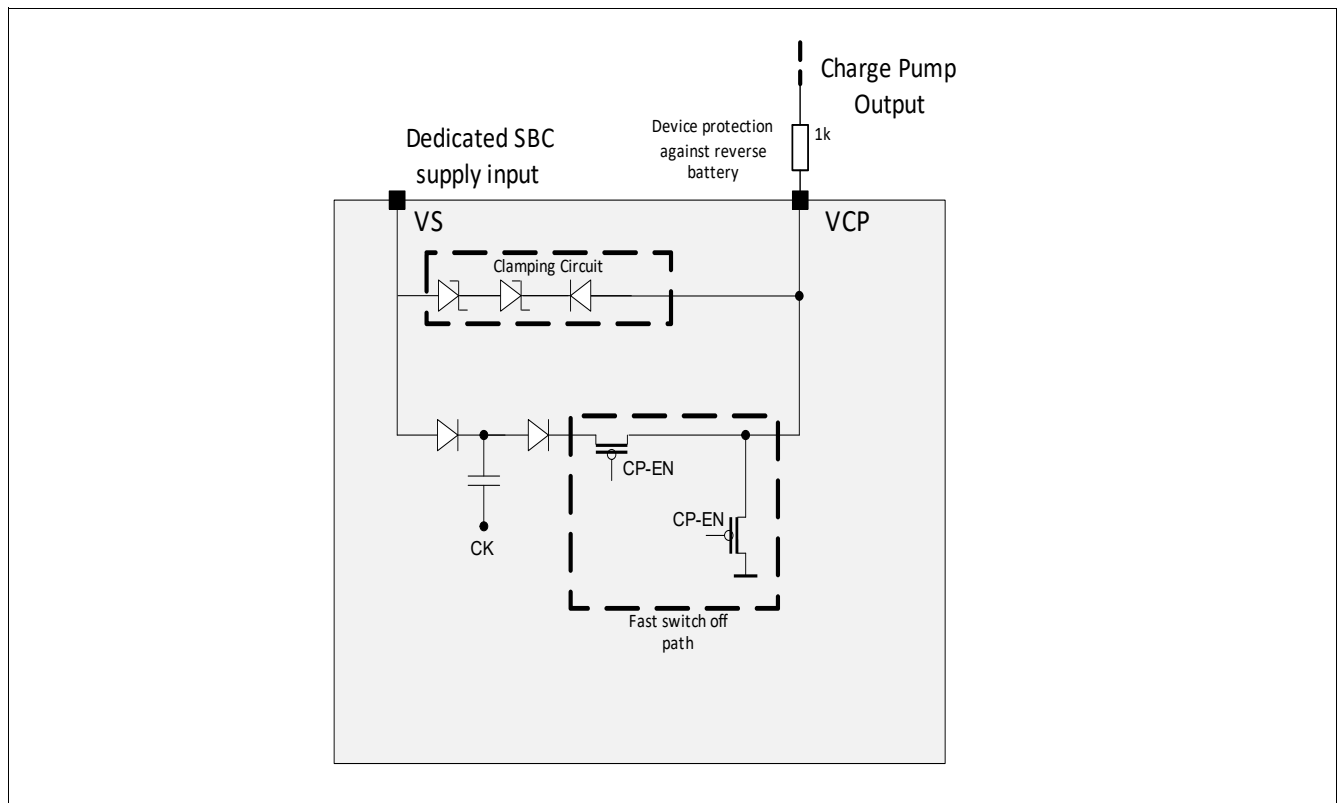 Charge Pump
Output
Device protection
against reverse
battery
1k
Dedicated SBC
supply input
VS
VCP
Clamping Circuit
CP-EN
CP-EN
CK
Fast switch off
path